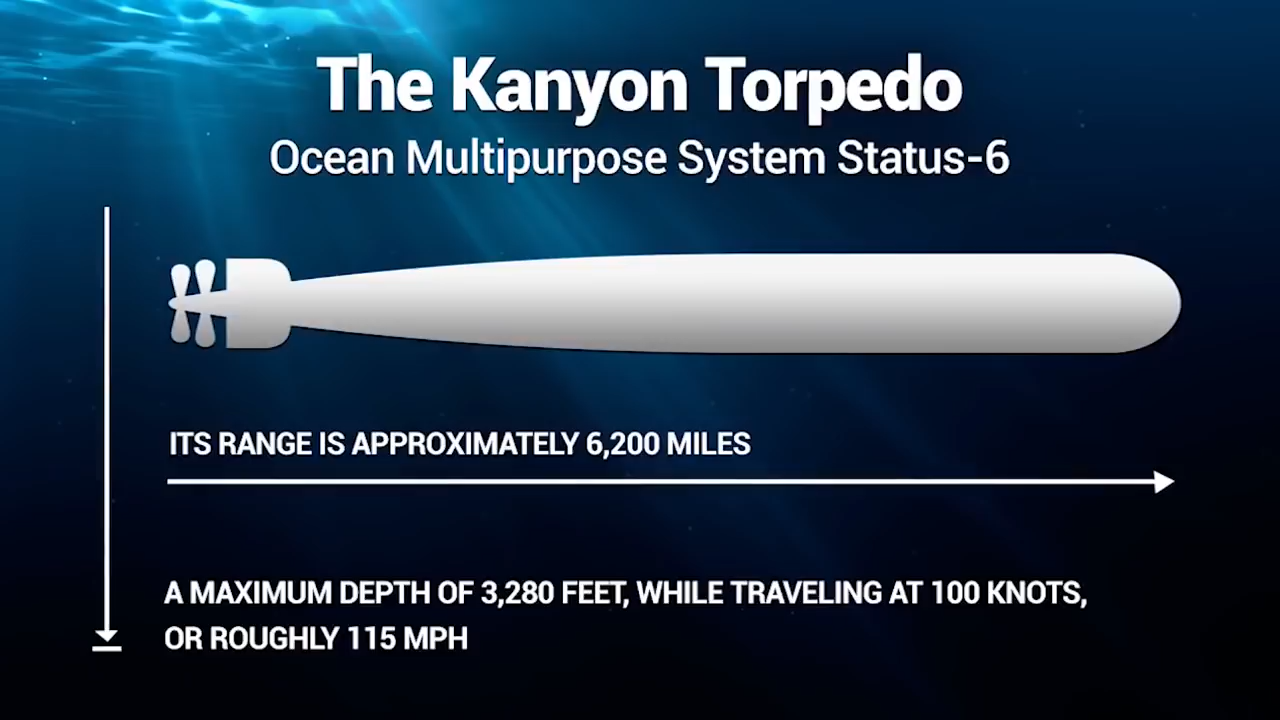 The Kanyon Torpedo
Ocean Multipurpose System Status-6
ITS RANGE IS APPROXIMATELY 6,200 MILES
A MAXIMUM DEPTH OF 3,280 FEET, WHILE TRAVELING AT 100 KNOTS,
OR ROUGHLY 115 MPH